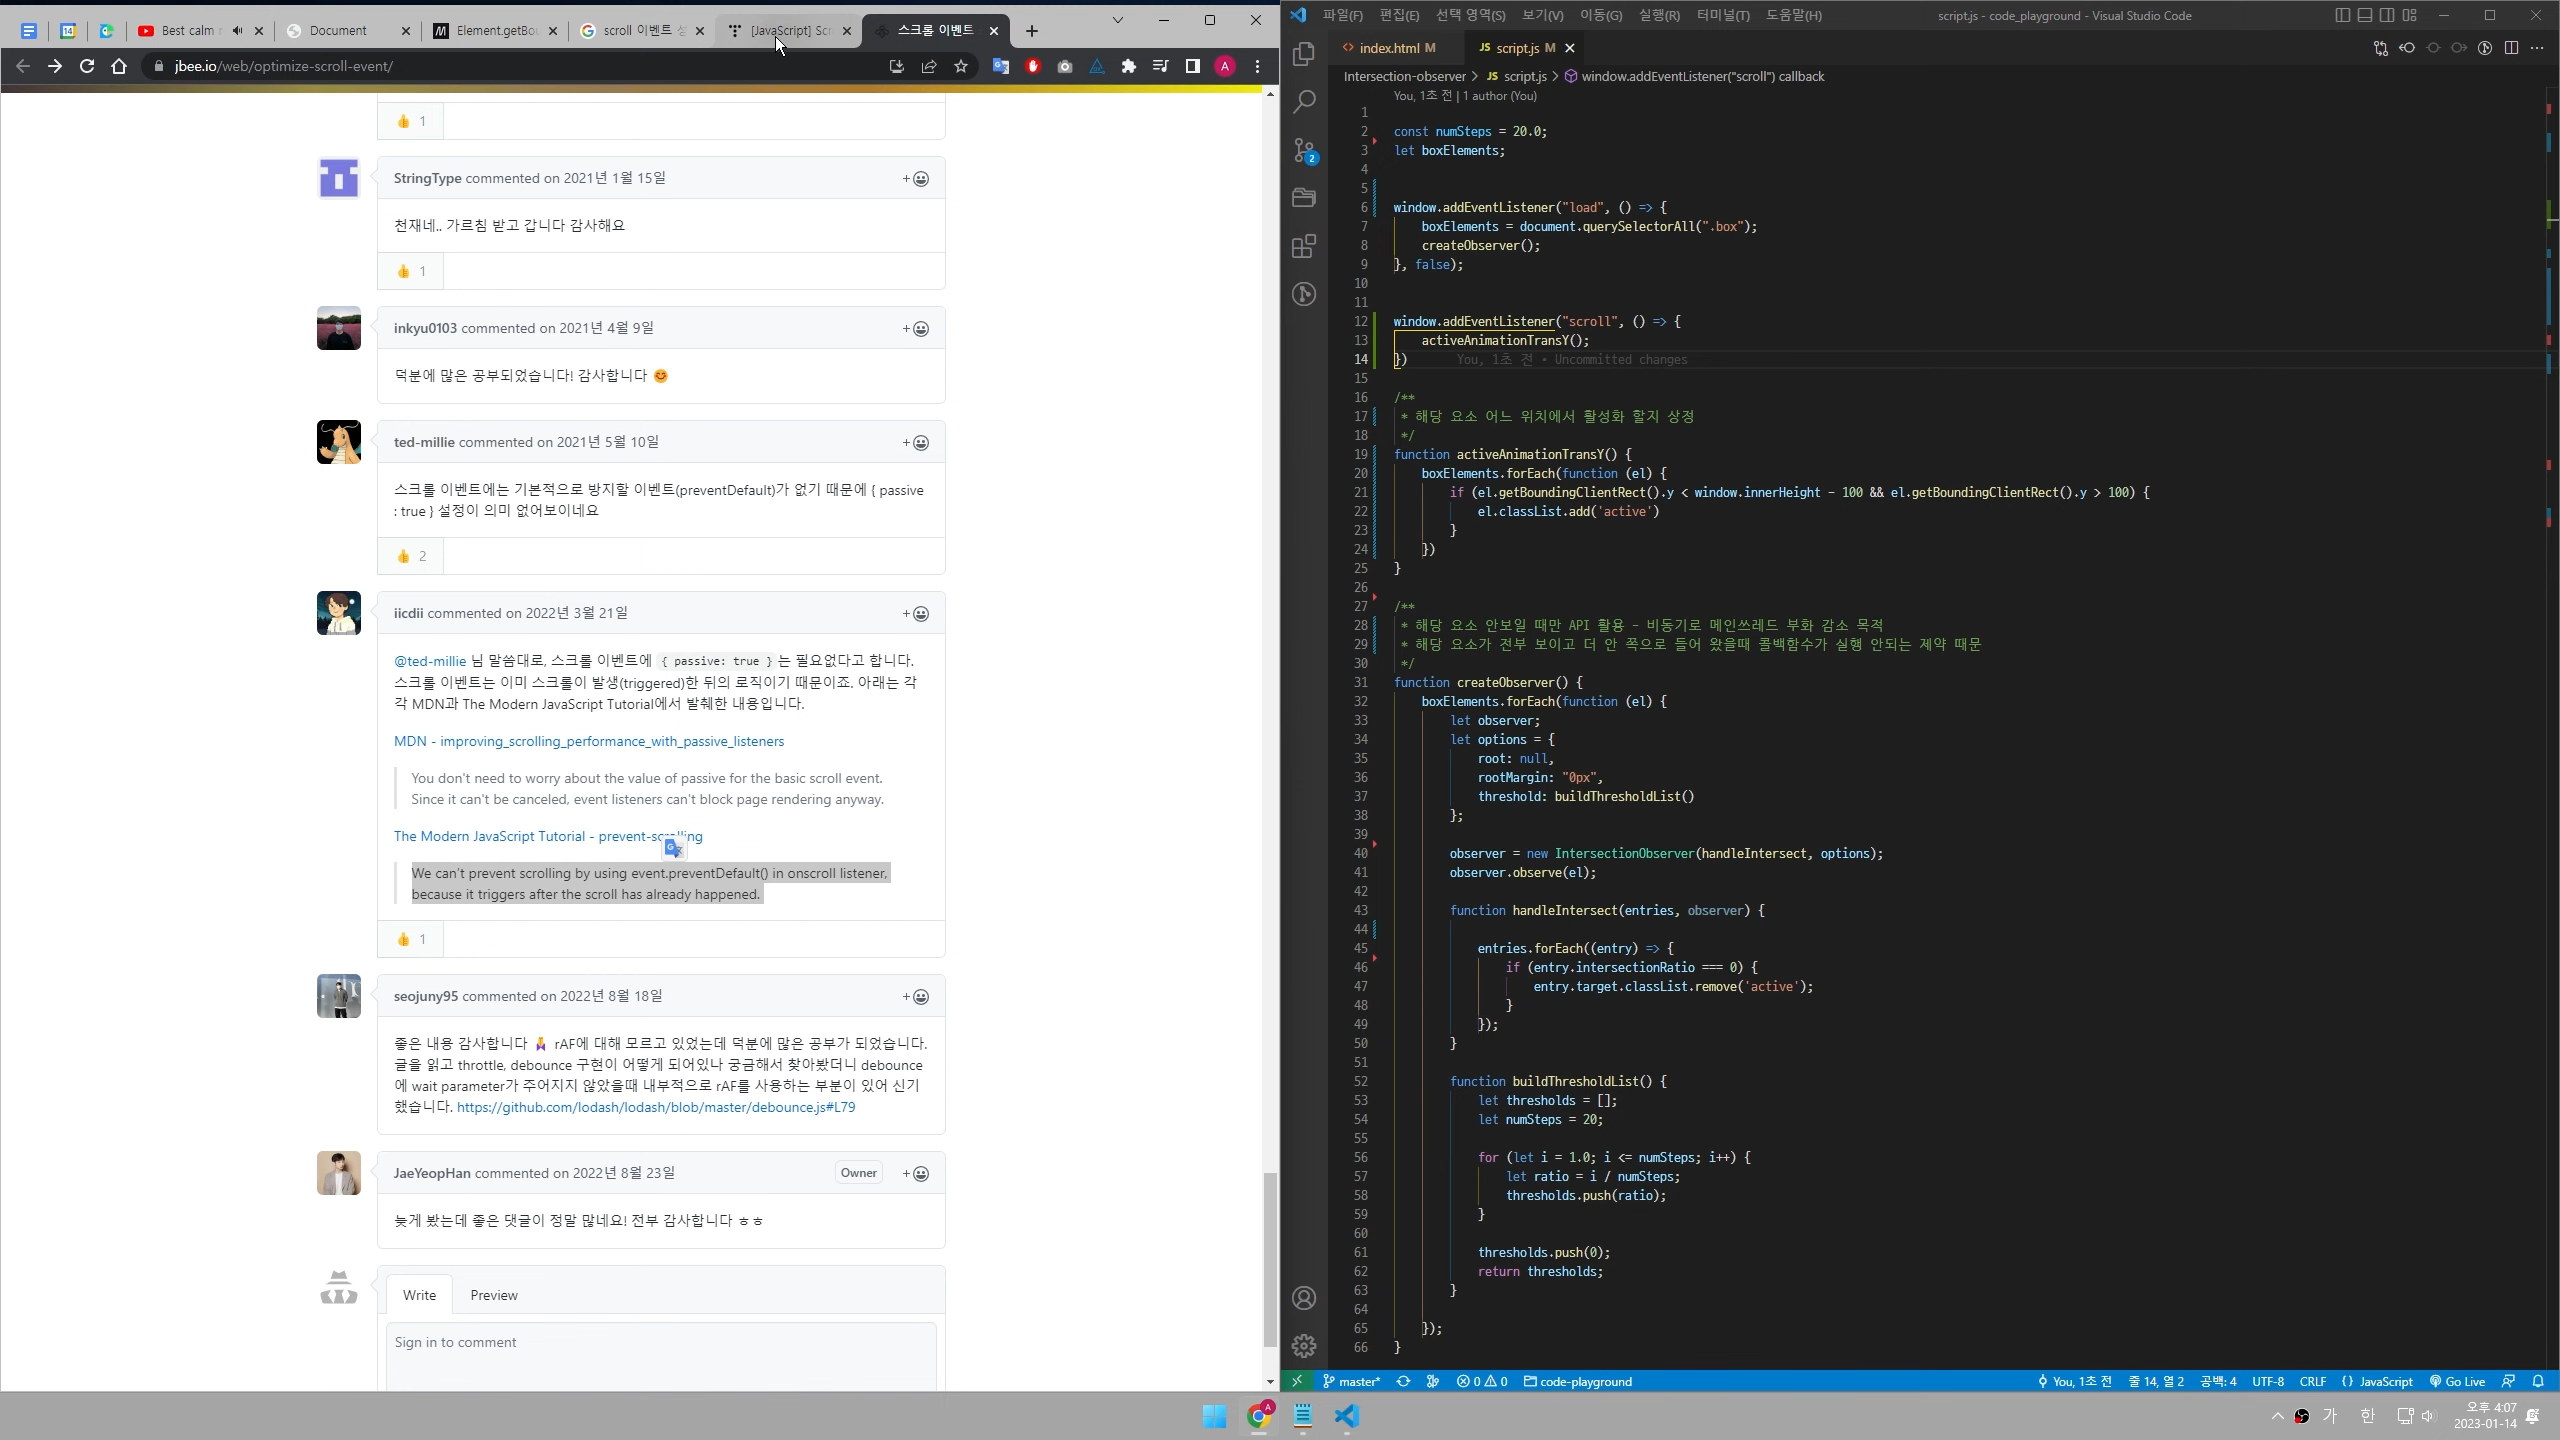 Best calm
Document
Element.getBou
scroll 이벤트 성
[JavaScript] Scr
스크롤 이벤트
jbee.io/web/optimize-scroll-event/
A
👍 1
StringType commented on 2021년 1월 15일
천재네.. 가르침 받고 갑니다 감사해요
👍 1
inkyu0103 commented on 2021년 4월 9일
덕분에 많은 공부되었습니다! 감사합니다 😊
ted-millie commented on 2021년 5월 10일
스크롤 이벤트에는 기본적으로 방지할 이벤트(preventDefault)가 없기 때문에 { passive
: true } 설정이 의미 없어보이네요
👍 2
iicdii commented on 2022년 3월 21일
@ted-millie 님 말씀대로, 스크롤 이벤트에 { passive: true } 는 필요없다고 합니다.
스크롤 이벤트는 이미 스크롤이 발생(triggered)한 뒤의 로직이기 때문이죠. 아래는 각
각 MDN과 The Modern JavaScript Tutorial에서 발췌한 내용입니다.
MDN - improving_scrolling_performance_with_passive_listeners
You don't need to worry about the value of passive for the basic scroll event.
Since it can't be canceled, event listeners can't block page rendering anyway.
The Modern JavaScript Tutorial - prevent-scrolling
We can't prevent scrolling by using event.preventDefault() in onscroll listener,
because it triggers after the scroll has already happened.
👍 1
seojuny95 commented on 2022년 8월 18일
좋은 내용 감사합니다 🙏 rAF에 대해 모르고 있었는데 덕분에 많은 공부가 되었습니다.
글을 읽고 throttle, debounce 구현이 어떻게 되어있나 궁금해서 찾아봤더니 debounce
에 wait parameter가 주어지지 않았을때 내부적으로 rAF를 사용하는 부분이 있어 신기
했습니다. https://github.com/lodash/lodash/blob/master/debounce.js#L79
JaeYeopHan commented on 2022년 8월 23일 Owner
늦게 봤는데 좋은 댓글이 정말 많네요! 전부 감사합니다 ㅎㅎ
Write Preview
Sign in to comment
파일(F) 편집(E) 선택 영역(S) 보기(V) 이동(G) 실행(R) 터미널(T) 도움말(H) script.js - code_playground - Visual Studio Code
index.html M JS script.js M
Intersection-observer > JS script.js > window.addEventListener("scroll") callback
You, 1초 전 | 1 author (You)
1
2 const numSteps = 20.0;
3 let boxElements;
4
5
6 window.addEventListener("load", () => {
7 boxElements = document.querySelectorAll(".box");
8 createObserver();
9 }, false);
10
11
12 window.addEventListener("scroll", () => {
13 activeAnimationTransY();
14 }) You, 1초 전 • Uncommitted changes
15
16 /**
17 * 해당 요소 어느 위치에서 활성화 할지 상정
18 */
19 function activeAnimationTransY() {
20 boxElements.forEach(function (el) {
21 if (el.getBoundingClientRect().y < window.innerHeight - 100 && el.getBoundingClientRect().y > 100) {
22 el.classList.add('active')
23 }
24 })
25 }
26
27 /**
28 * 해당 요소 안보일 때만 API 활용 - 비동기로 메인쓰레드 부화 감소 목적
29 * 해당 요소가 전부 보이고 더 안 쪽으로 들어 왔을때 콜백함수가 실행 안되는 제약 때문
30 */
31 function createObserver() {
32 boxElements.forEach(function (el) {
33 let observer;
34 let options = {
35 root: null,
36 rootMargin: "0px",
37 threshold: buildThresholdList()
38 };
39
40 observer = new IntersectionObserver(handleIntersect, options);
41 observer.observe(el);
42
43 function handleIntersect(entries, observer) {
44
45 entries.forEach((entry) => {
46 if (entry.intersectionRatio === 0) {
47 entry.target.classList.remove('active');
48 }
49 });
50 }
51
52 function buildThresholdList() {
53 let thresholds = [];
54 let numSteps = 20;
55
56 for (let i = 1.0; i <= numSteps; i++) {
57 let ratio = i / numSteps;
58 thresholds.push(ratio);
59 }
60
61 thresholds.push(0);
62 return thresholds;
63 }
64
65 });
66 }
2
master* 0 0 code-playground You, 1초 전 줄 14, 열 2 공백: 4 UTF-8 CRLF {} JavaScript Go Live
가 한 오후 4:07
2023-01-14